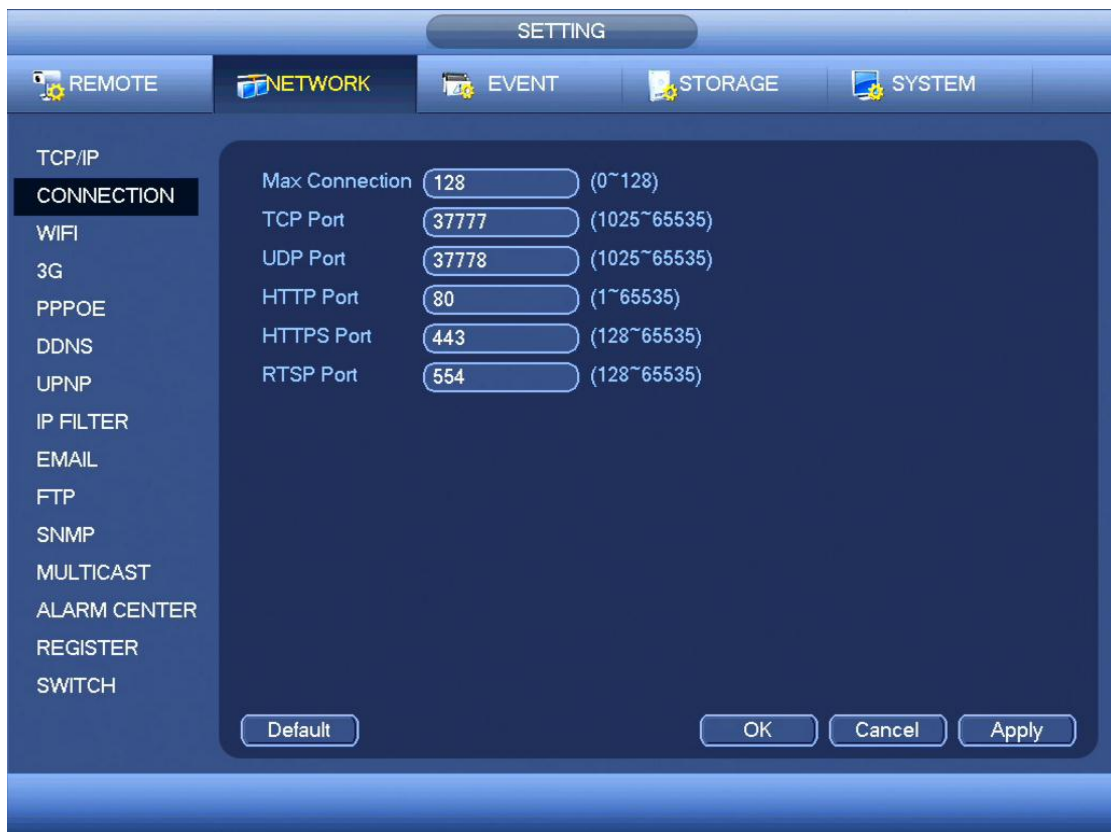 SETTING
REMOTE NETWORK EVENT STORAGE SYSTEM
TCP/IP
CONNECTION
WIFI
3G
PPPOE
DDNS
UPNP
IP FILTER
EMAIL
FTP
SNMP
MULTICAST
ALARM CENTER
REGISTER
SWITCH
Max Connection 128 (0~128)
TCP Port 37777 (1025~65535)
UDP Port 37778 (1025~65535)
HTTP Port 80 (1~65535)
HTTPS Port 443 (128~65535)
RTSP Port 554 (128~65535)
Default OK Cancel Apply